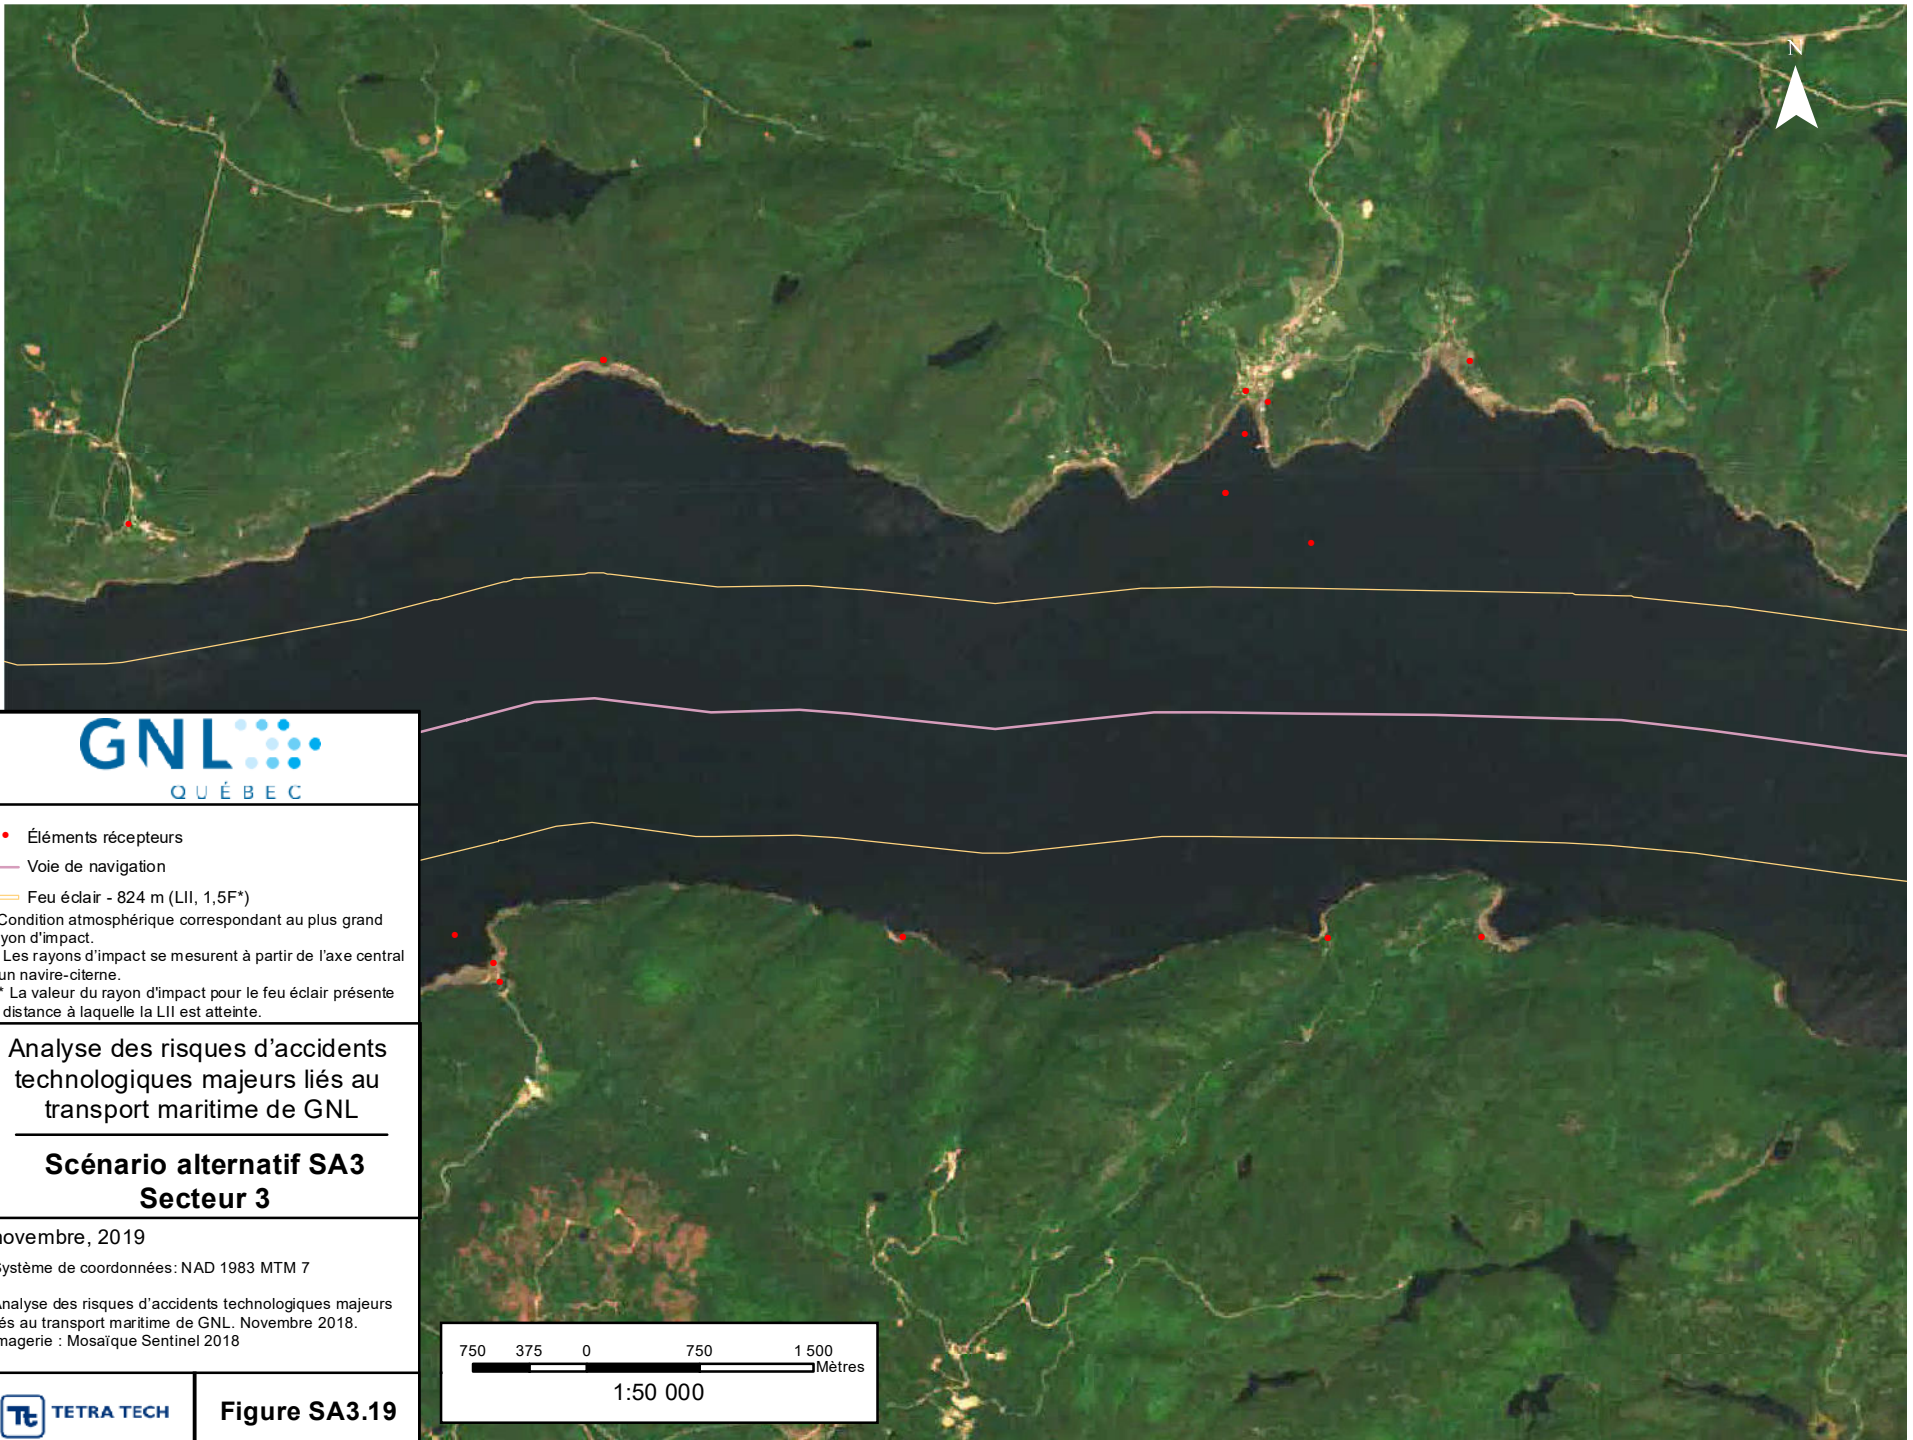 N
GNL
QUÉBEC
Éléments récepteurs
Voie de navigation
Feu éclair - 824 m (LII, 1,5F*)
Condition atmosphérique correspondant au plus grand
yon d'impact.
Les rayons d'impact se mesurent à partir de l'axe central
un navire-citerne.
* La valeur du rayon d'impact pour le feu éclair présente
distance à laquelle la LII est atteinte.
Analyse des risques d'accidents
technologiques majeurs liés au
transport maritime de GNL
Scénario alternatif SA3
Secteur 3
novembre, 2019
Système de coordonnées: NAD 1983 MTM 7
Analyse des risques d'accidents technologiques majeurs
és au transport maritime de GNL. Novembre 2018.
magerie : Mosaïque Sentinel 2018
Tt TETRA TECH
Figure SA3.19
750 375 0 750 1 500
Mètres
1:50 000